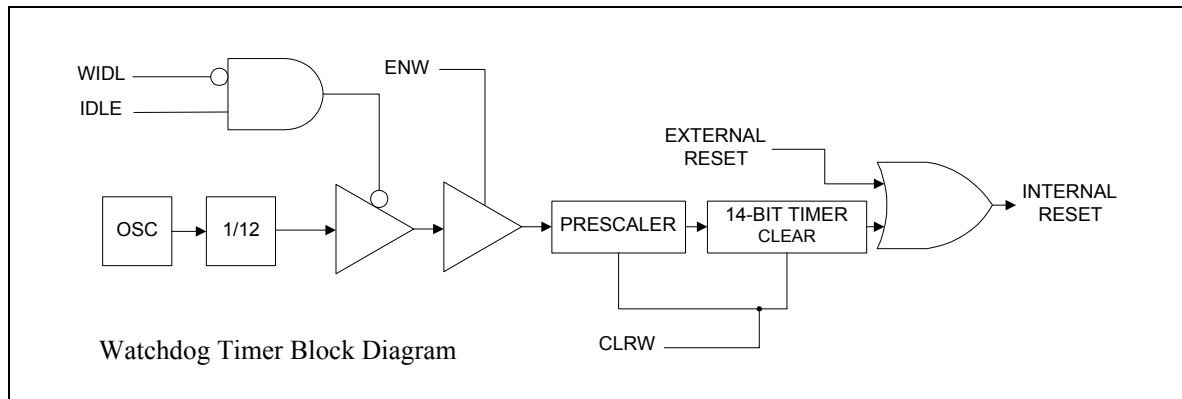 WIDL
IDLE
ENW
EXTERNAL
RESET
INTERNAL
RESET
OSC
1/12
PRESCALER
14-BIT TIMER
CLEAR
CLRW
Watchdog Timer Block Diagram